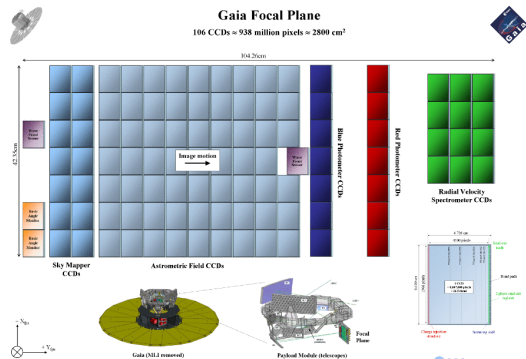 Gaia Focal Plane
106 CCDs ≈ 938 million pixels ≈ 2800 cm²
104.26cm
42.35cm
Wave
Front
Sensor
Basic
Angle
Monitor
Basic
Angle
Monitor
Image motion
Wave
Front
Sensor
Blue Photometer CCDs
Red Photometer CCDs
Sky Mapper
CCDs
Astrometric Field CCDs
Radial Velocity
Spectrometer CCDs
Gaia (MLI removed)
Payload Module (telescopes)
Focal
Plane